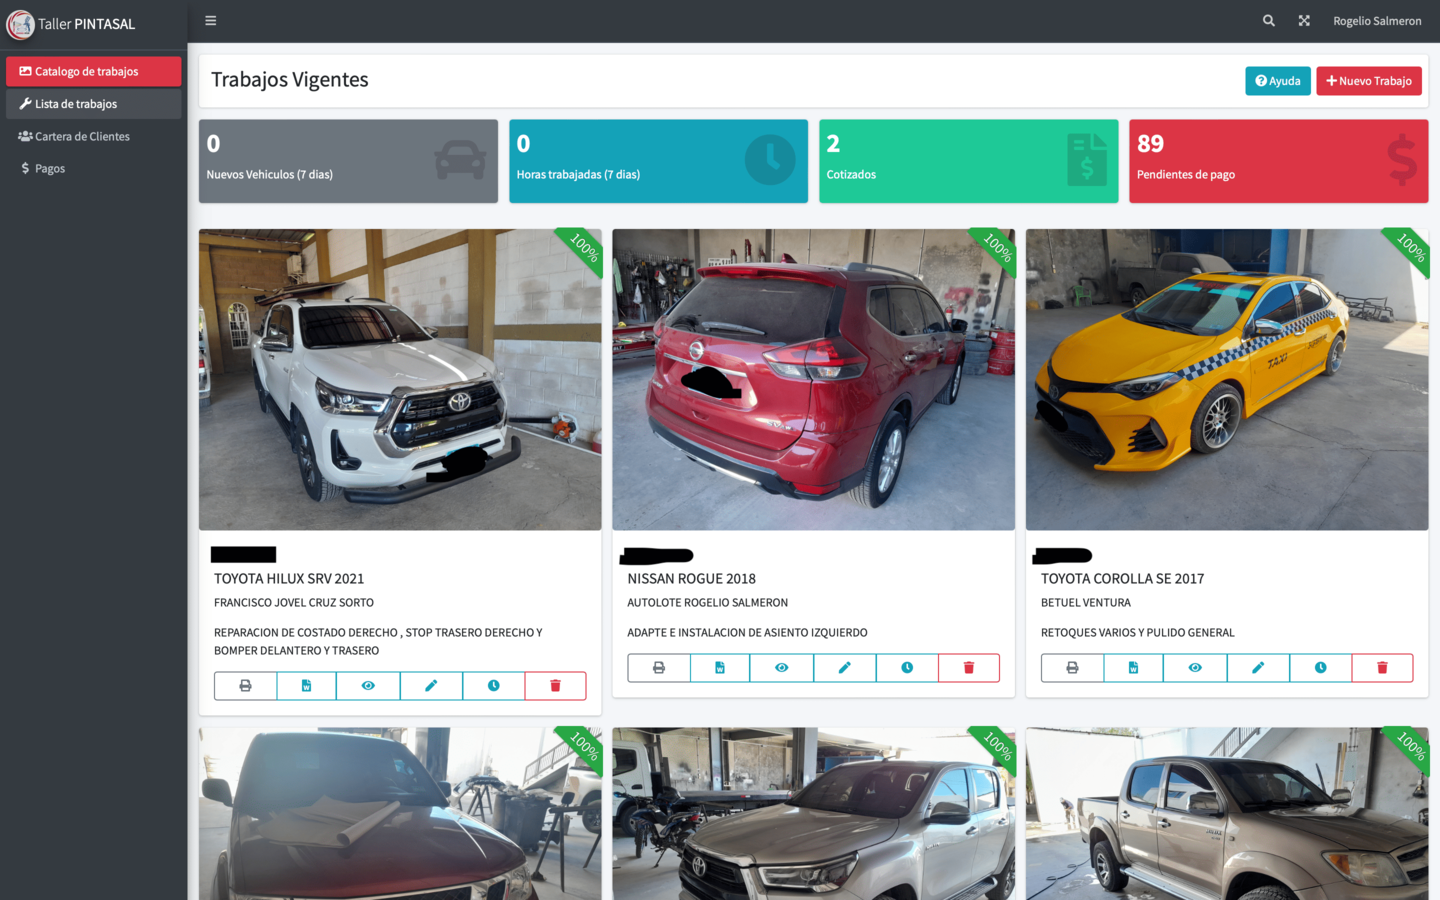 Taller PINTASAL
Rogelio Salmeron
Catalogo de trabajos
Lista de trabajos
Cartera de Clientes
Pagos
Trabajos Vigentes
Ayuda
Nuevo Trabajo
0
Nuevos Vehiculos (7 dias)
0
Horas trabajadas (7 dias)
2
Cotizados
89
Pendientes de pago
100%
100%
100%
TAXI
TOYOTA HILUX SRV 2021
FRANCISCO JOVEL CRUZ SORTO
REPARACION DE COSTADO DERECHO , STOP TRASERO DERECHO Y
BOMPER DELANTERO Y TRASERO
NISSAN ROGUE 2018
AUTOLOTE ROGELIO SALMERON
ADAPTE E INSTALACION DE ASIENTO IZQUIERDO
TOYOTA COROLLA SE 2017
BETUEL VENTURA
RETOQUES VARIOS Y PULIDO GENERAL
100%
100%
100%